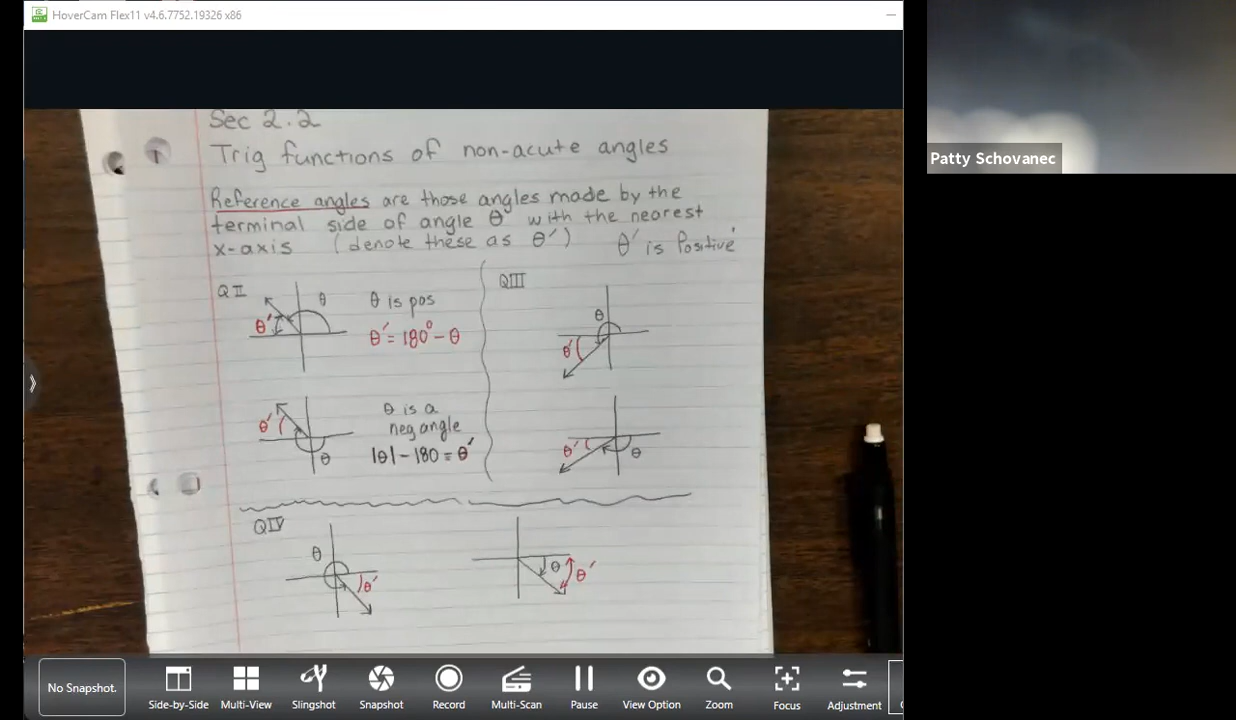 HoverCam Flex11 v4.6.7752.19326 x86
Patty Schovanec
Sec 2.2
Trig functions of non-acute angles
Reference angles are those angles made by the
terminal side of angle θ with the nearest
x-axis (denote these as θ′) θ′ is Positive
QII
θ
θ′
θ is pos
θ′ = 180° − θ
θ′
θ
θ is a
neg angle
|θ| − 180 = θ′
QIII
θ
θ′
θ′
θ
QIV
θ
θ′
θ
θ′
No Snapshot.
Side-by-Side
Multi-View
Slingshot
Snapshot
Record
Multi-Scan
Pause
View Option
Zoom
Focus
Adjustment